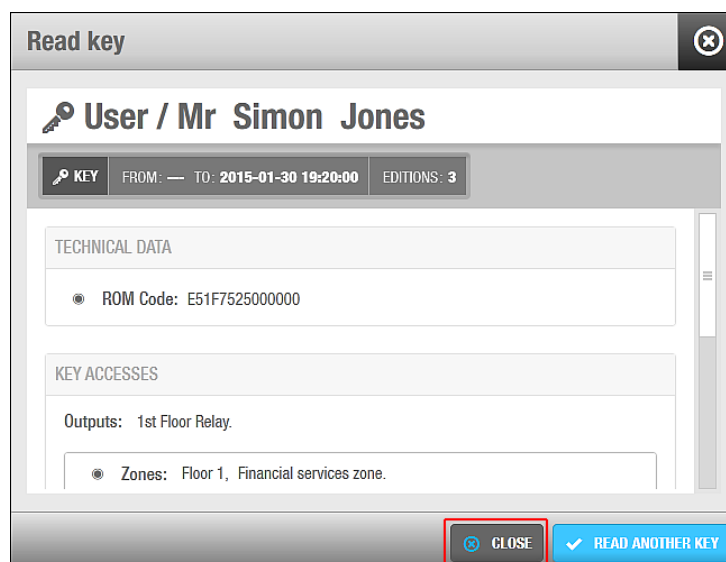 Read key
User / Mr Simon Jones
KEY FROM: — TO: 2015-01-30 19:20:00 EDITIONS: 3
TECHNICAL DATA
ROM Code: E51F7525000000
KEY ACCESSES
Outputs: 1st Floor Relay.
Zones: Floor 1, Financial services zone.
CLOSE READ ANOTHER KEY